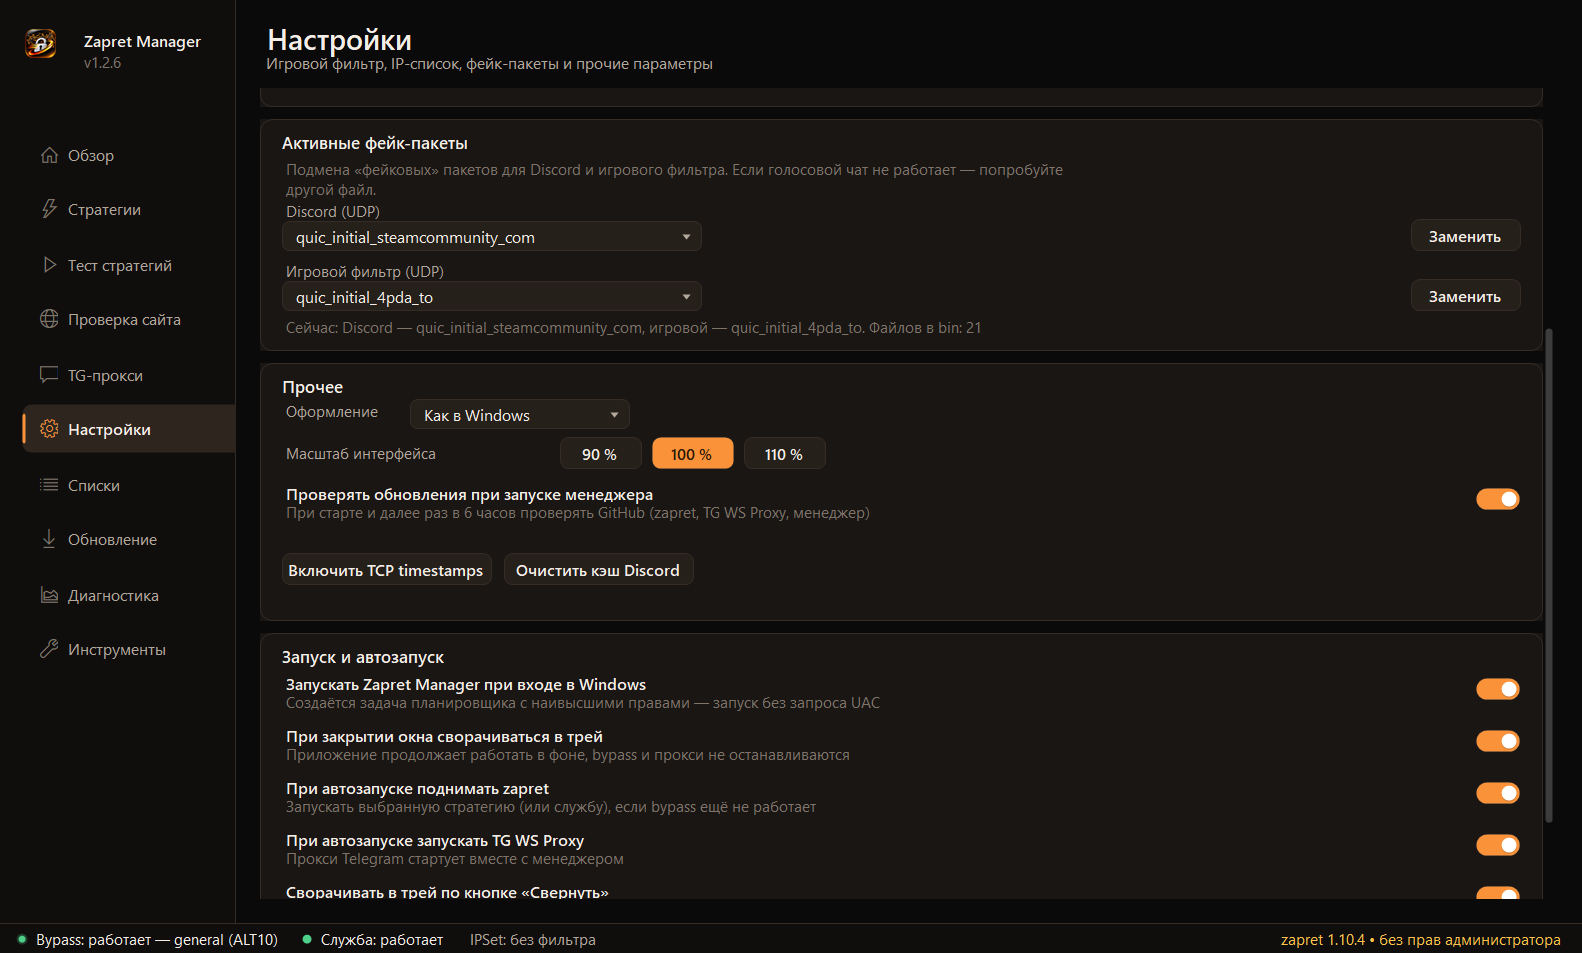 Zapret Manager
v1.2.6
Обзор
Стратегии
Тест стратегий
Проверка сайта
TG-прокси
Настройки
Списки
Обновление
Диагностика
Инструменты
Настройки
Игровой фильтр, IP-список, фейк-пакеты и прочие параметры
Активные фейк-пакеты
Подмена «фейковых» пакетов для Discord и игрового фильтра. Если голосовой чат не работает — попробуйте
другой файл.
Discord (UDP)
quic_initial_steamcommunity_com
Заменить
Игровой фильтр (UDP)
quic_initial_4pda_to
Заменить
Сейчас: Discord — quic_initial_steamcommunity_com, игровой — quic_initial_4pda_to. Файлов в bin: 21
Прочее
Оформление
Как в Windows
Масштаб интерфейса
90 %
100 %
110 %
Проверять обновления при запуске менеджера
При старте и далее раз в 6 часов проверять GitHub (zapret, TG WS Proxy, менеджер)
Включить TCP timestamps
Очистить кэш Discord
Запуск и автозапуск
Запускать Zapret Manager при входе в Windows
Создаётся задача планировщика с наивысшими правами — запуск без запроса UAC
При закрытии окна сворачиваться в трей
Приложение продолжает работать в фоне, bypass и прокси не останавливаются
При автозапуске поднимать zapret
Запускать выбранную стратегию (или службу), если bypass ещё не работает
При автозапуске запускать TG WS Proxy
Прокси Telegram стартует вместе с менеджером
Сворачивать в трей по кнопке «Свернуть»
Bypass: работает — general (ALT10)
Служба: работает
IPSet: без фильтра
zapret 1.10.4 • без прав администратора